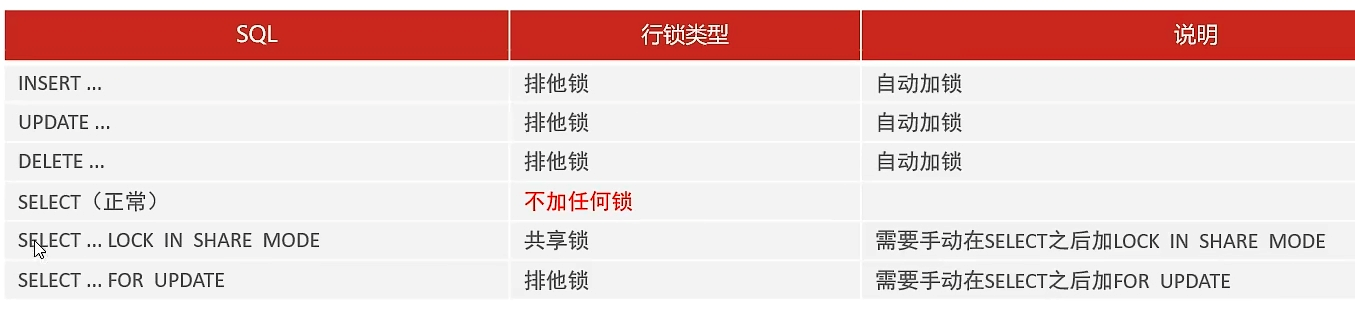 SQL 行锁类型 说明
INSERT ... 排他锁 自动加锁
UPDATE ... 排他锁 自动加锁
DELETE ... 排他锁 自动加锁
SELECT（正常） 不加任何锁
SELECT ... LOCK IN SHARE MODE 共享锁 需要手动在SELECT之后加LOCK IN SHARE MODE
SELECT ... FOR UPDATE 排他锁 需要手动在SELECT之后加FOR UPDATE